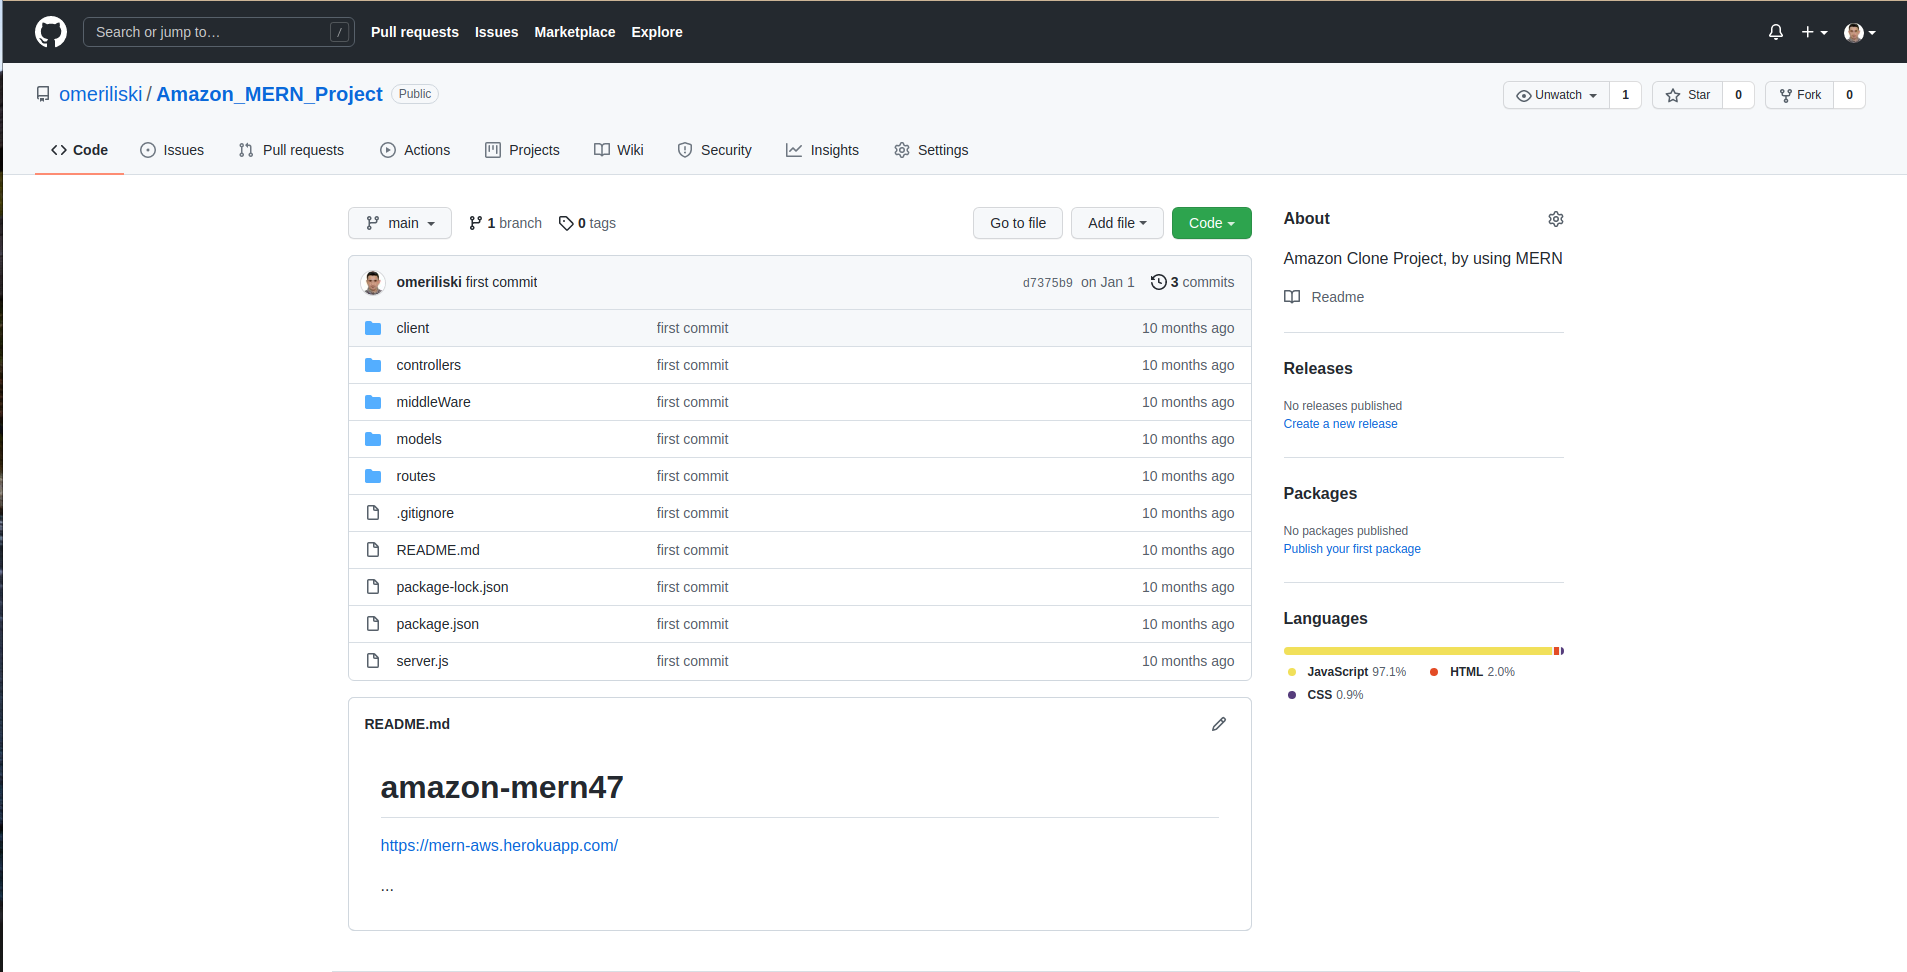 Search or jump to… /
Pull requests Issues Marketplace Explore
omeriliski / Amazon_MERN_Project Public
Unwatch 1 Star 0 Fork 0
Code Issues Pull requests Actions Projects Wiki Security Insights Settings
main 1 branch 0 tags Go to file Add file Code
omeriliski first commit d7375b9 on Jan 1 3 commits
client first commit 10 months ago
controllers first commit 10 months ago
middleWare first commit 10 months ago
models first commit 10 months ago
routes first commit 10 months ago
.gitignore first commit 10 months ago
README.md first commit 10 months ago
package-lock.json first commit 10 months ago
package.json first commit 10 months ago
server.js first commit 10 months ago
README.md
amazon-mern47
https://mern-aws.herokuapp.com/
...
About
Amazon Clone Project, by using MERN
Readme
Releases
No releases published
Create a new release
Packages
No packages published
Publish your first package
Languages
JavaScript 97.1% HTML 2.0%
CSS 0.9%